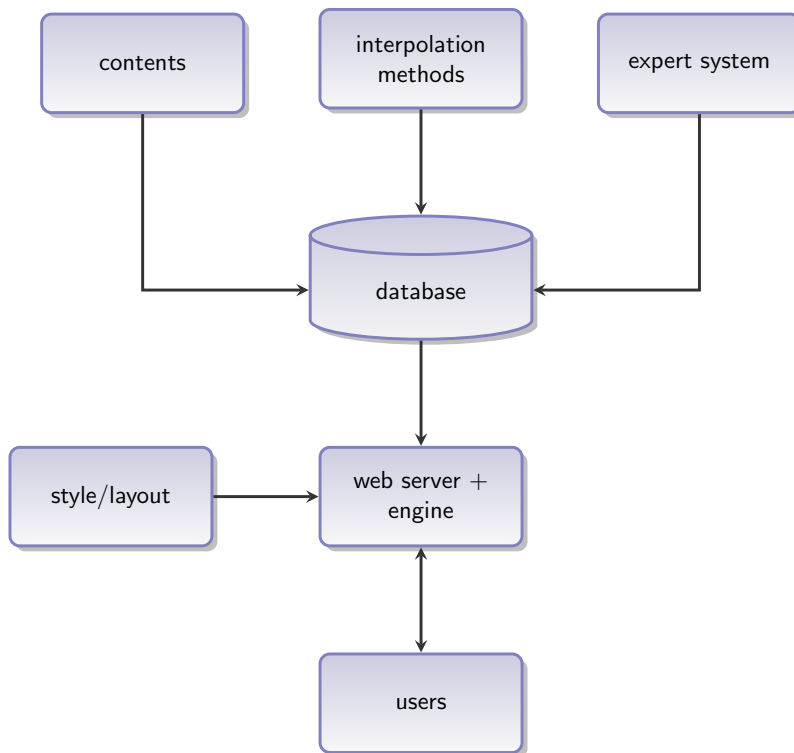 contents
interpolation
methods
expert system
database
style/layout
web server +
engine
users